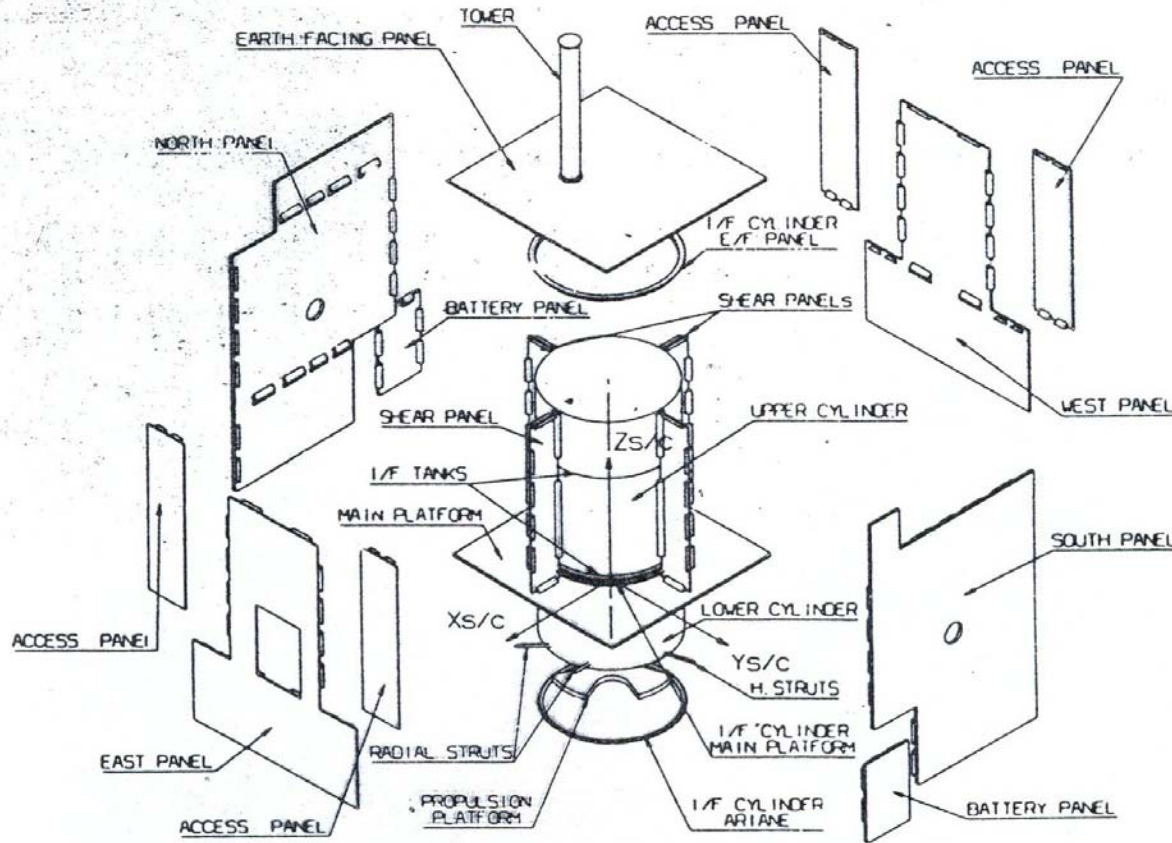 TOWER
EARTH FACING PANEL
ACCESS PANEL
ACCESS PANEL
NORTH PANEL
I/F CYLINDER
E/F PANEL
BATTERY PANEL
SHEAR PANELS
SHEAR PANEL
UPPER CYLINDER
WEST PANEL
ZS/C
I/F TANKS
MAIN PLATFORM
SOUTH PANEL
LOWER CYLINDER
XS/C
YS/C
ACCESS PANEL
H. STRUTS
I/F CYLINDER
MAIN PLATFORM
RADIAL STRUTS
EAST PANEL
PROPULSION
PLATFORM
I/F CYLINDER
ARIANE
BATTERY PANEL
ACCESS PANEL